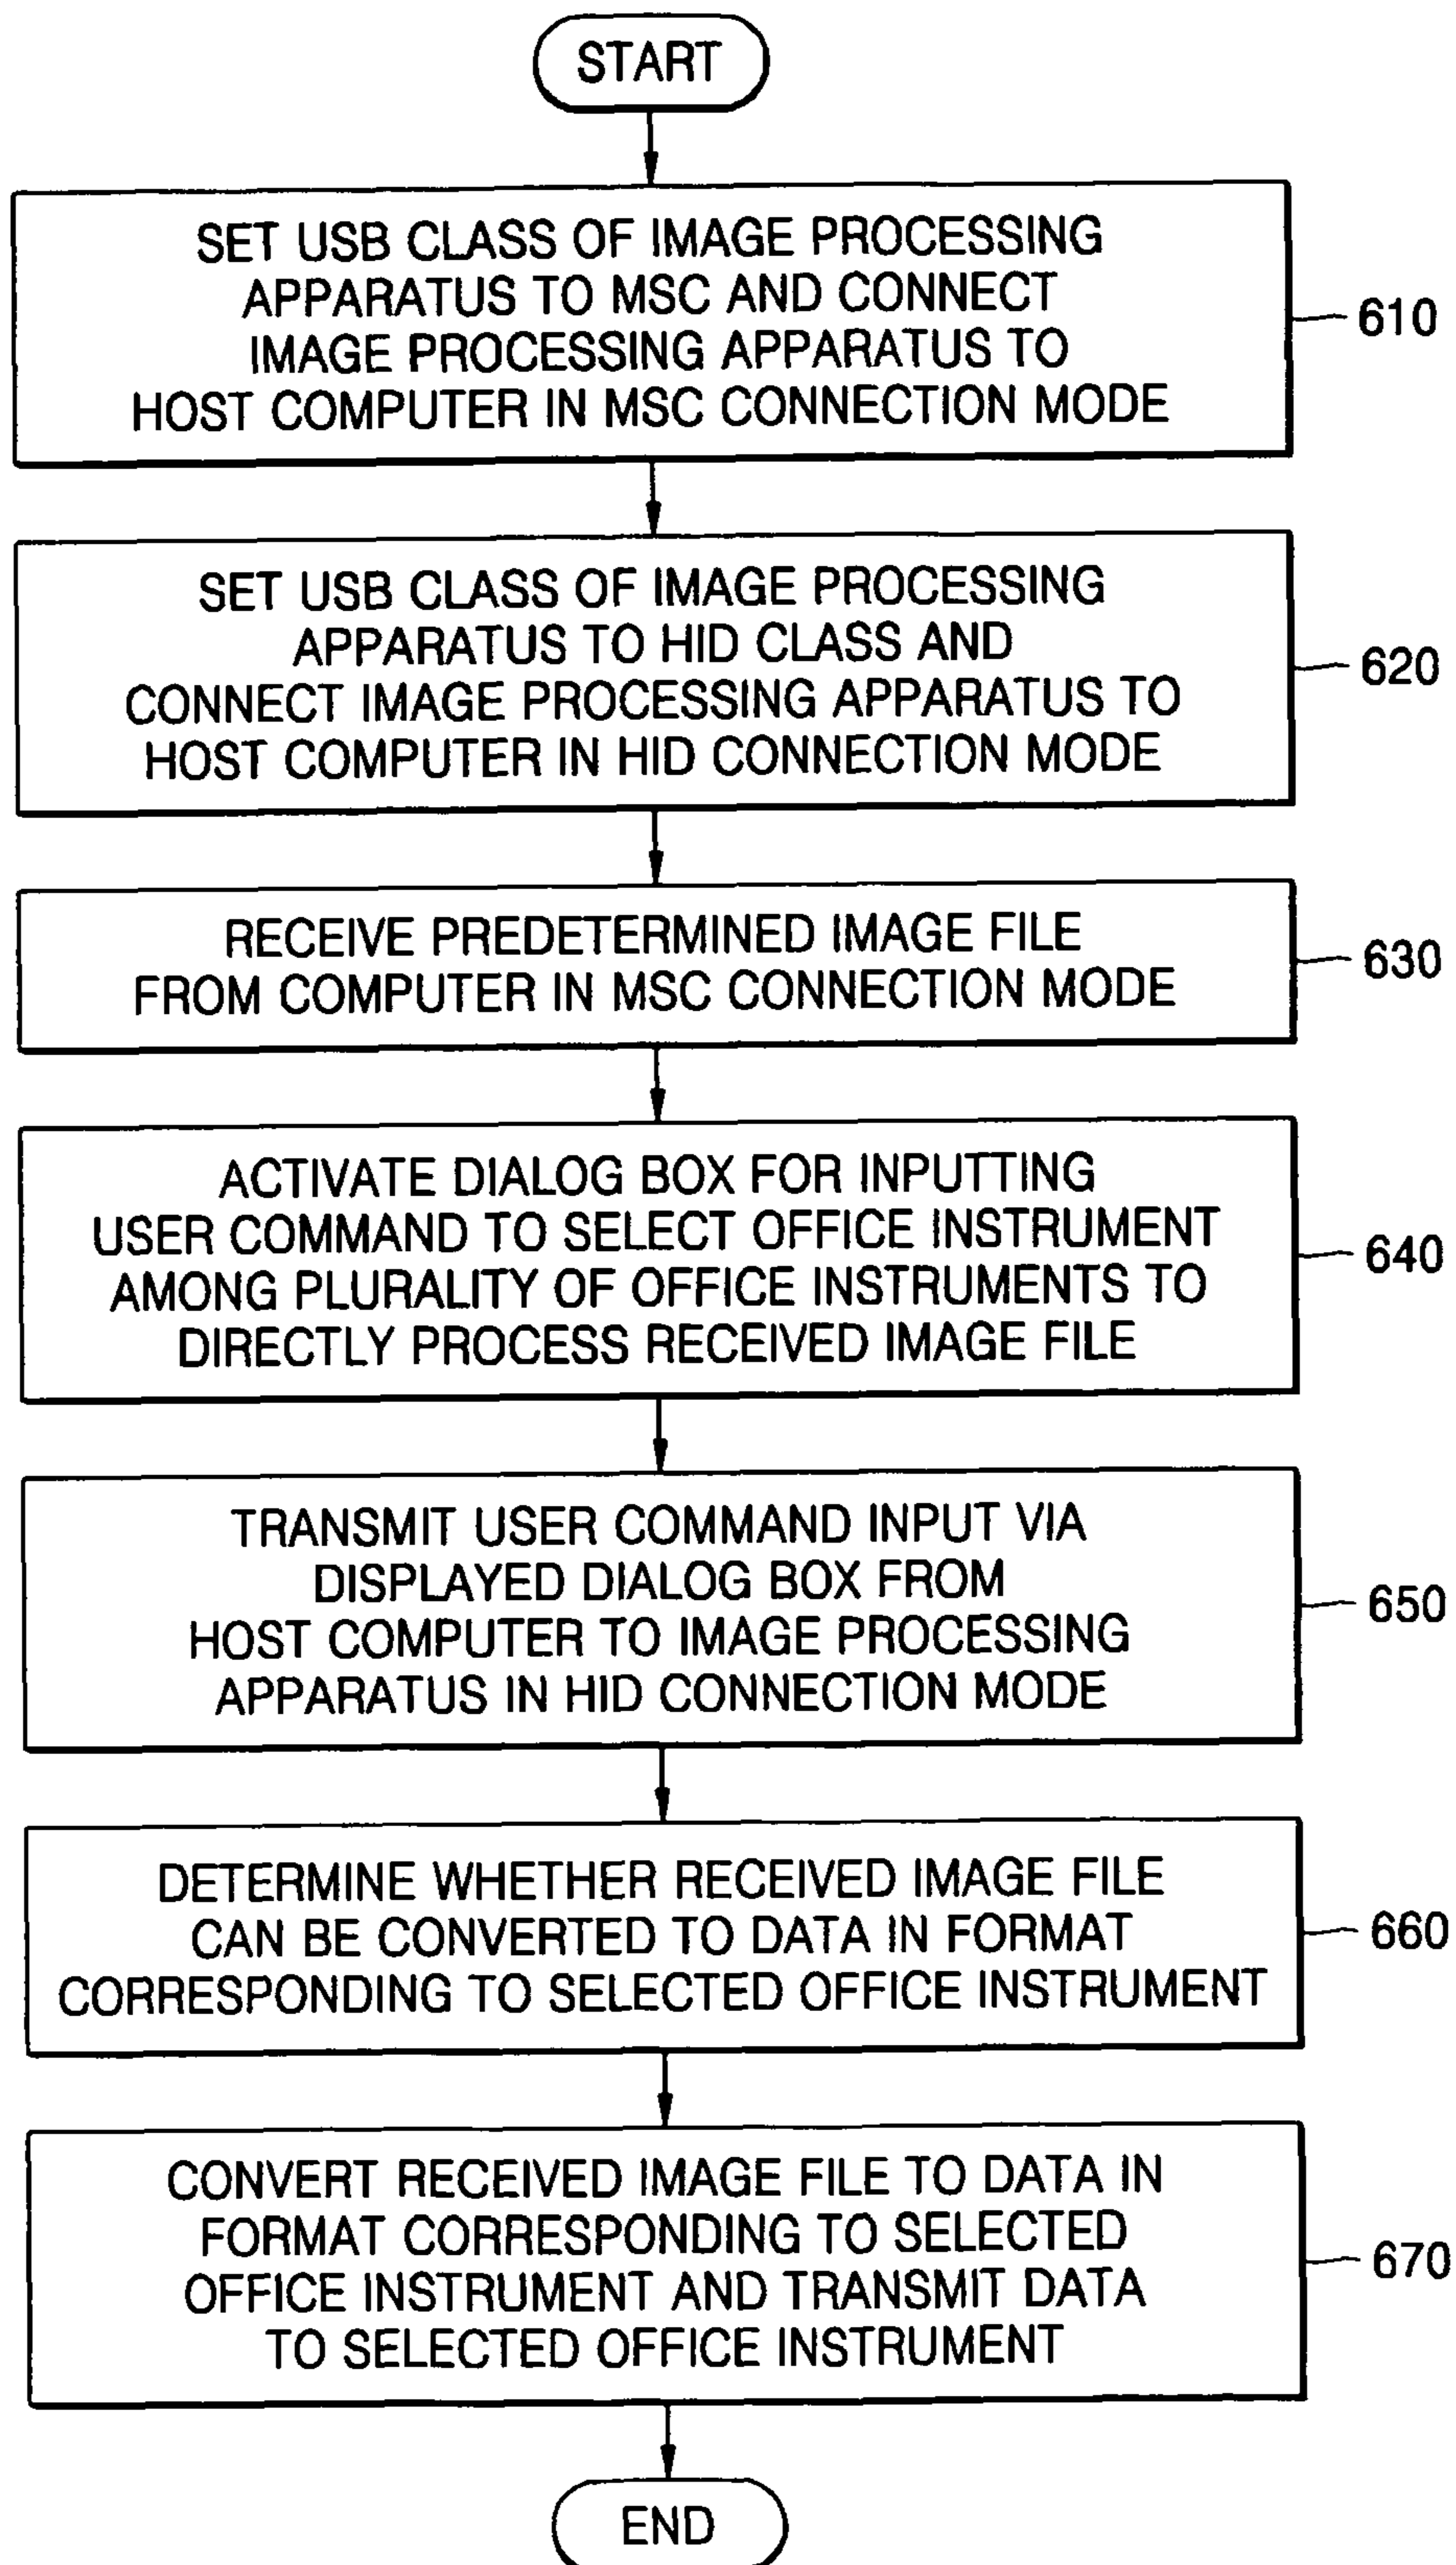 START
SET USB CLASS OF IMAGE PROCESSING
APPARATUS TO MSC AND CONNECT
IMAGE PROCESSING APPARATUS TO
HOST COMPUTER IN MSC CONNECTION MODE
610
SET USB CLASS OF IMAGE PROCESSING
APPARATUS TO HID CLASS AND
CONNECT IMAGE PROCESSING APPARATUS TO
HOST COMPUTER IN HID CONNECTION MODE
620
RECEIVE PREDETERMINED IMAGE FILE
FROM COMPUTER IN MSC CONNECTION MODE
630
ACTIVATE DIALOG BOX FOR INPUTTING
USER COMMAND TO SELECT OFFICE INSTRUMENT
AMONG PLURALITY OF OFFICE INSTRUMENTS TO
DIRECTLY PROCESS RECEIVED IMAGE FILE
640
TRANSMIT USER COMMAND INPUT VIA
DISPLAYED DIALOG BOX FROM
HOST COMPUTER TO IMAGE PROCESSING
APPARATUS IN HID CONNECTION MODE
650
DETERMINE WHETHER RECEIVED IMAGE FILE
CAN BE CONVERTED TO DATA IN FORMAT
CORRESPONDING TO SELECTED OFFICE INSTRUMENT
660
CONVERT RECEIVED IMAGE FILE TO DATA IN
FORMAT CORRESPONDING TO SELECTED
OFFICE INSTRUMENT AND TRANSMIT DATA
TO SELECTED OFFICE INSTRUMENT
670
END